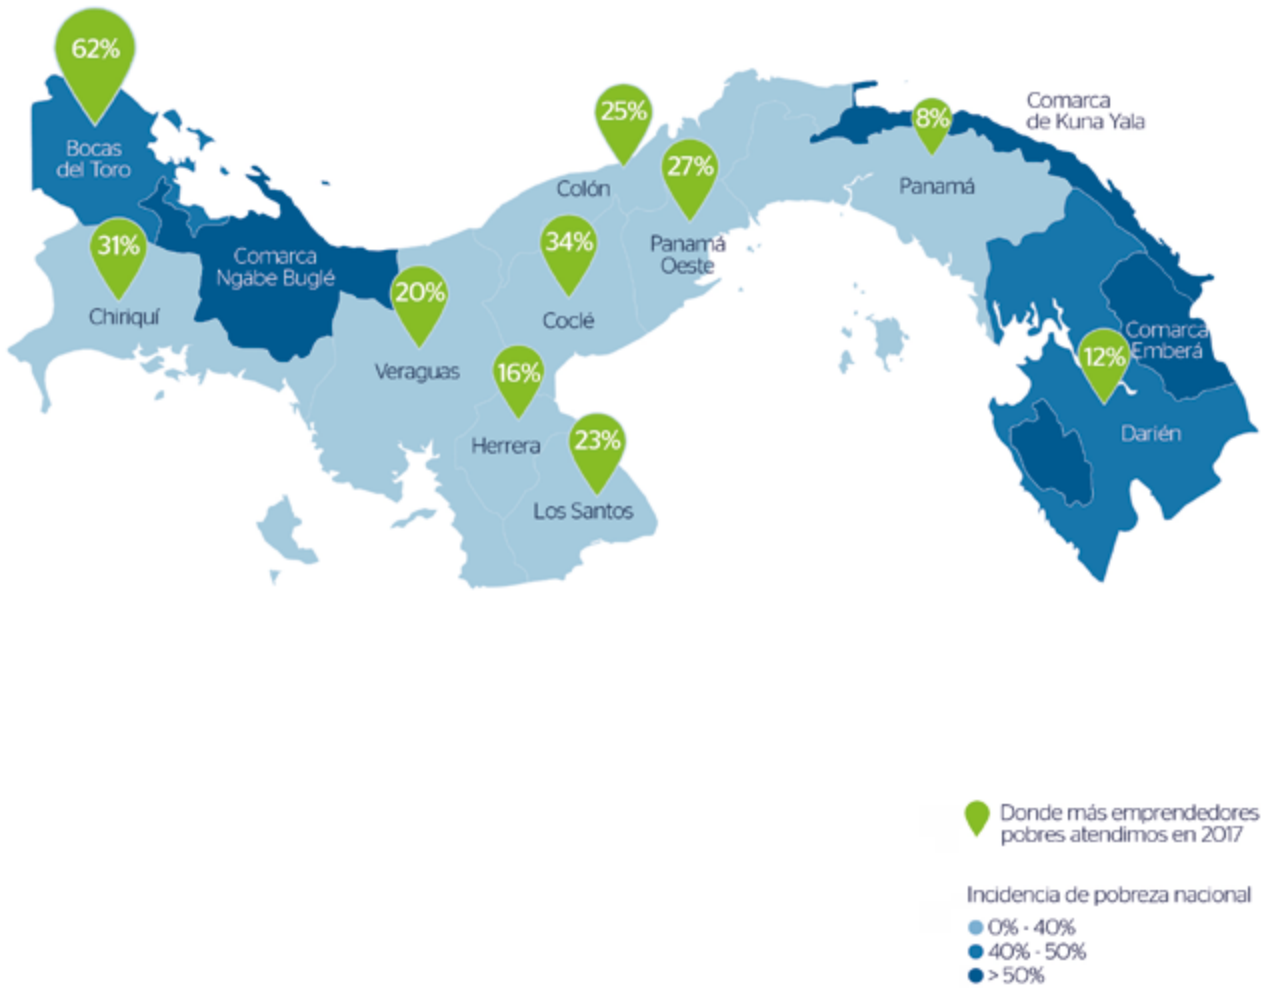 62%
Bocas
del Toro
31%
Chiriquí
Comarca
Ngäbe Buglé
20%
Veraguas
25%
Colón
34%
Coclé
27%
Panamá
Oeste
16%
Herrera
23%
Los Santos
8%
Panamá
Comarca
de Kuna Yala
Comarca
Emberá
12%
Darién
Donde más emprendedores
pobres atendimos en 2017
Incidencia de pobreza nacional
0% - 40%
40% - 50%
> 50%